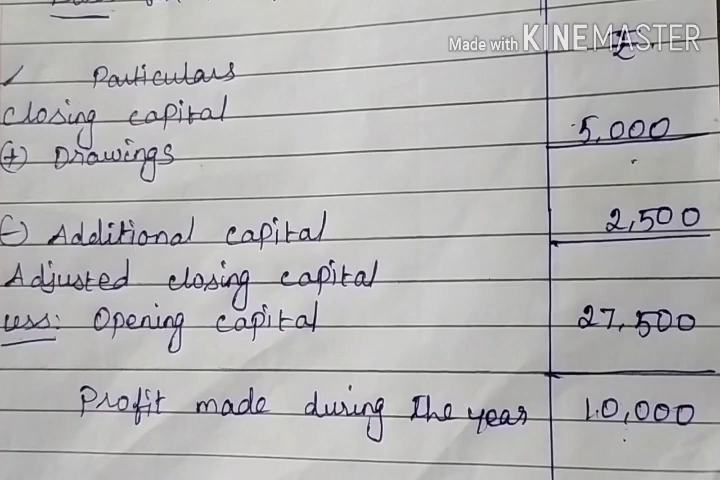 Made with KINEMASTER
₹
Particulars
Closing capital
(+) Drawings 5,000
(-) Additional capital 2,500
Adjusted closing capital
Less: Opening capital 27,500
Profit made during the year 10,000